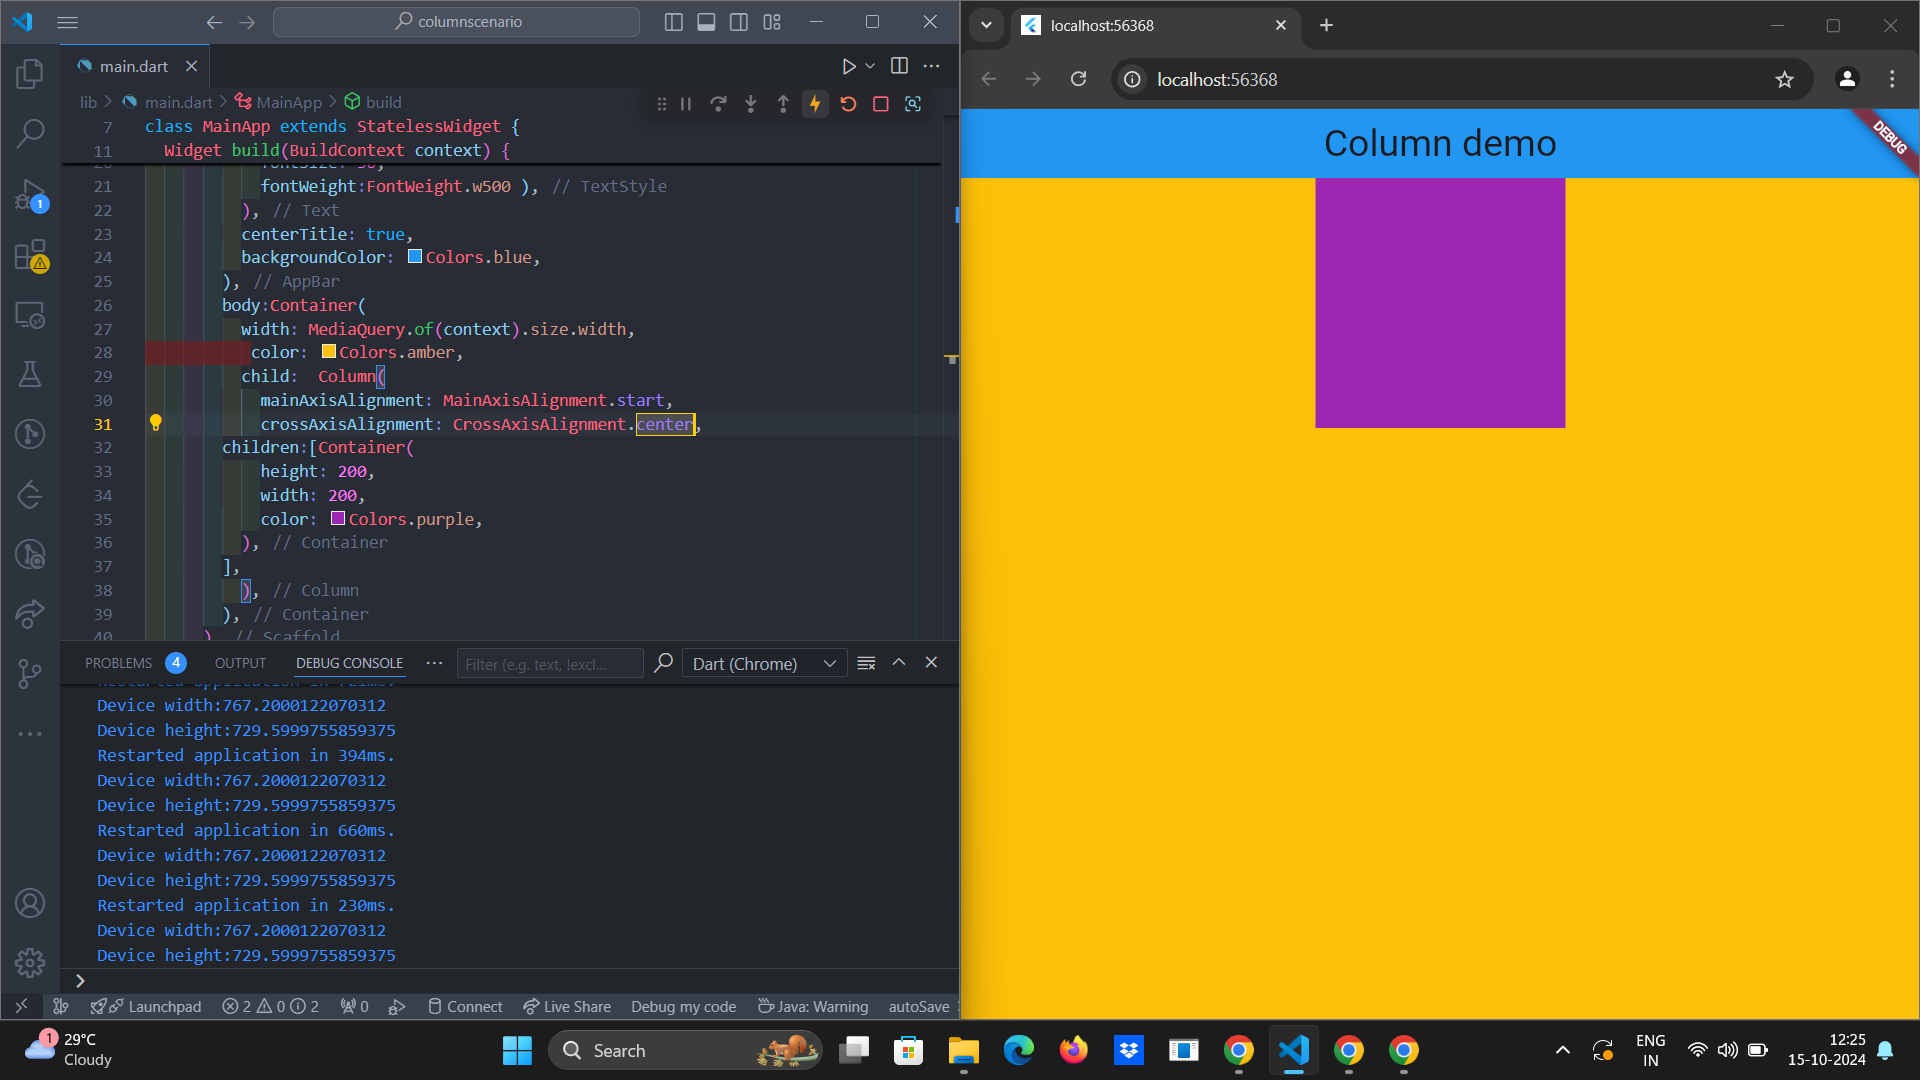 columnscenario
main.dart
lib > main.dart > MainApp > build
7 class MainApp extends StatelessWidget {
11 Widget build(BuildContext context) {
21 fontWeight:FontWeight.w500 ), // TextStyle
22 ), // Text
23 centerTitle: true,
24 backgroundColor: Colors.blue,
25 ), // AppBar
26 body:Container(
27 width: MediaQuery.of(context).size.width,
28 color: Colors.amber,
29 child:  Column(
30 mainAxisAlignment: MainAxisAlignment.start,
31 crossAxisAlignment: CrossAxisAlignment.center,
32 children:[Container(
33 height: 200,
34 width: 200,
35 color: Colors.purple,
36 ), // Container
37 ],
38 ), // Column
39 ), // Container
40 ), // Scaffold
PROBLEMS 4 OUTPUT DEBUG CONSOLE ... Filter (e.g. text, !excl... Dart (Chrome)
Device width:767.2000122070312
Device height:729.5999755859375
Restarted application in 394ms.
Device width:767.2000122070312
Device height:729.5999755859375
Restarted application in 660ms.
Device width:767.2000122070312
Device height:729.5999755859375
Restarted application in 230ms.
Device width:767.2000122070312
Device height:729.5999755859375
1
Launchpad 2 0 2 0 Connect Live Share Debug my code Java: Warning autoSave
localhost:56368
localhost:56368
Column demo
DEBUG
1
29°C
Cloudy
Search
ENG
IN
12:25
15-10-2024